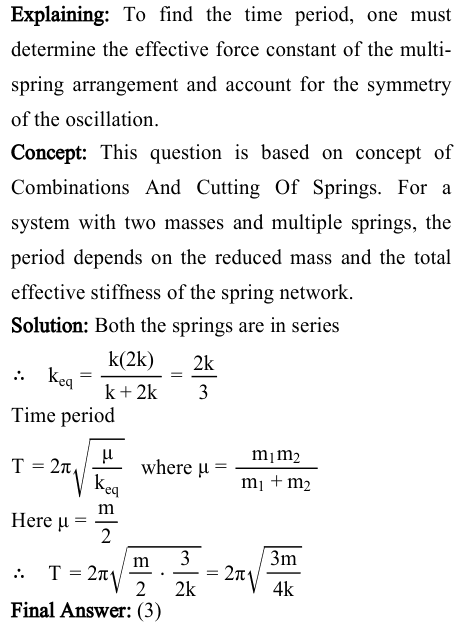 Explaining: To find the time period, one must
determine the effective force constant of the multi-
spring arrangement and account for the symmetry
of the oscillation.
Concept: This question is based on concept of
Combinations And Cutting Of Springs. For a
system with two masses and multiple springs, the
period depends on the reduced mass and the total
effective stiffness of the spring network.
Solution: Both the springs are in series
∴ k_eq = k(2k)/(k + 2k) = 2k/3
Time period
T = 2π√(μ/k_eq) where μ = m₁m₂/(m₁ + m₂)
Here μ = m/2
∴ T = 2π√(m/2 · 3/2k) = 2π√(3m/4k)
Final Answer: (3)